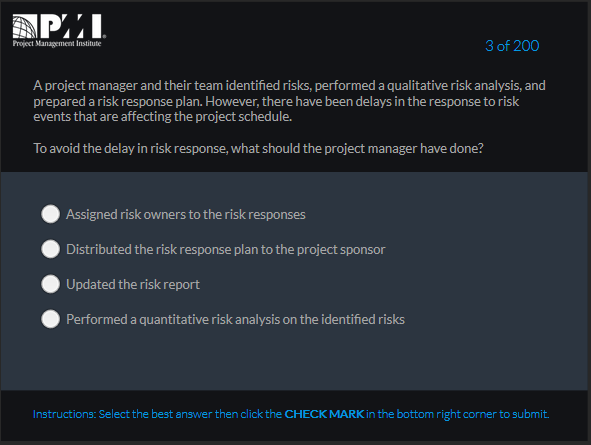 PMI
Project Management Institute
3 of 200
A project manager and their team identified risks, performed a qualitative risk analysis, and
prepared a risk response plan. However, there have been delays in the response to risk
events that are affecting the project schedule.
To avoid the delay in risk response, what should the project manager have done?
Assigned risk owners to the risk responses
Distributed the risk response plan to the project sponsor
Updated the risk report
Performed a quantitative risk analysis on the identified risks
Instructions: Select the best answer then click the CHECK MARK in the bottom right corner to submit.